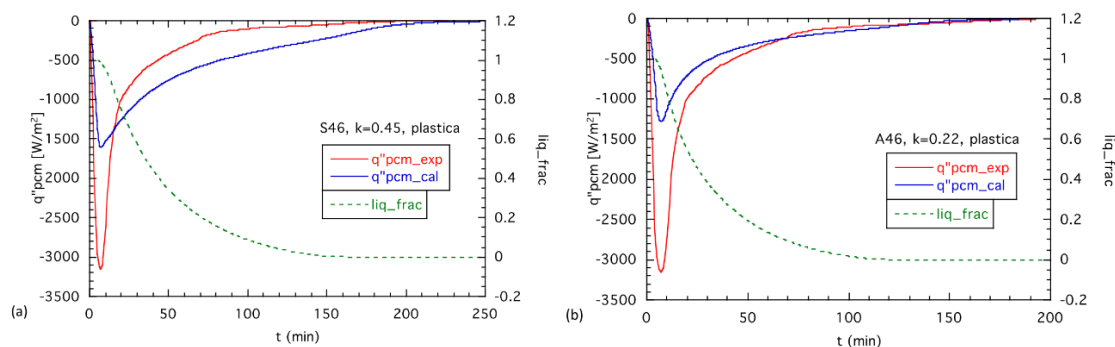 0
-500
-1000
-1500
-2000
-2500
-3000
-3500
q"pcm [W/m²]
1.2
1
0.8
0.6
0.4
0.2
0
-0.2
liq_frac
S46, k=0.45, plastica
q"pcm_exp
q"pcm_cal
liq_frac
0 50 100 150 200 250
t (min)
(a)
0
-500
-1000
-1500
-2000
-2500
-3000
-3500
q"pcm [W/m²]
1.2
1
0.8
0.6
0.4
0.2
0
-0.2
liq_frac
A46, k=0.22, plastica
q"pcm_exp
q"pcm_cal
liq_frac
0 50 100 150 200
t (min)
(b)